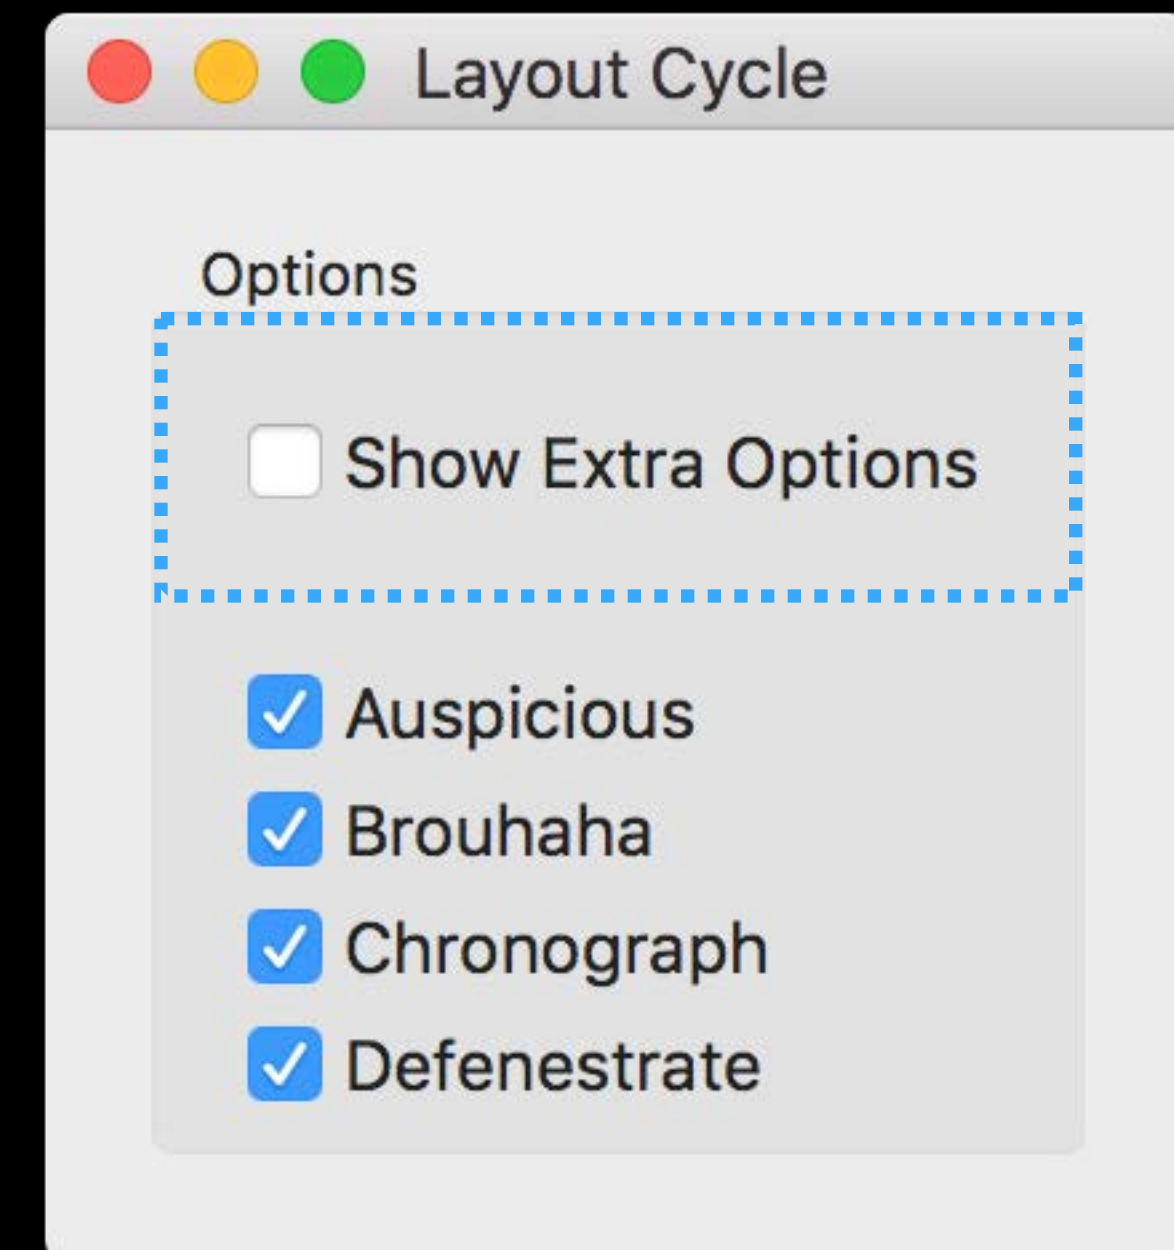 Layout Cycle
Options
Show Extra Options
Auspicious
Brouhaha
Chronograph
Defenestrate